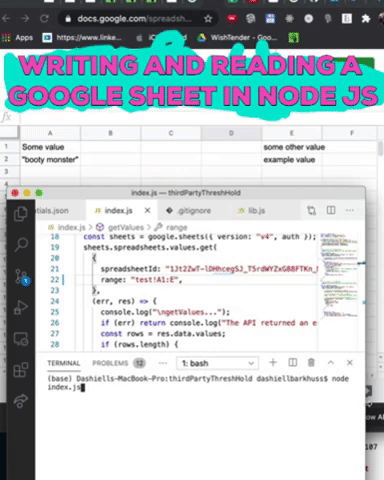 docs.google.com/spreadsh
Apps
https://www.linke
WishTender - Goo
WRITING AND READING A
GOOGLE SHEET IN NODE JS
fx
A B C D E F
1 Some value some other value
2 "booty monster" example value
index.js — thirdPartyThreshHold
ntials.json index.js .gitignore lib.js
index.js > getValues > range
18 const sheets = google.sheets({ version: "v4", auth });
19 sheets.spreadsheets.values.get(
20 {
21 spreadsheetId: "1Jt2ZwT-lDHhcegSJ_T5rdWYZxG8BFTKn_
22 range: "test!A1:E",
23 },
24 (err, res) => {
25 console.log("\ngetValues...");
26 if (err) return console.log("The API returned an e
27 const rows = res.data.values;
28 if (rows.length) {
TERMINAL PROBLEMS 12 ... 1: bash
(base) Dashiells-MacBook-Pro:thirdPartyThreshHold dashiellbarkhuss$ node
index.js
107